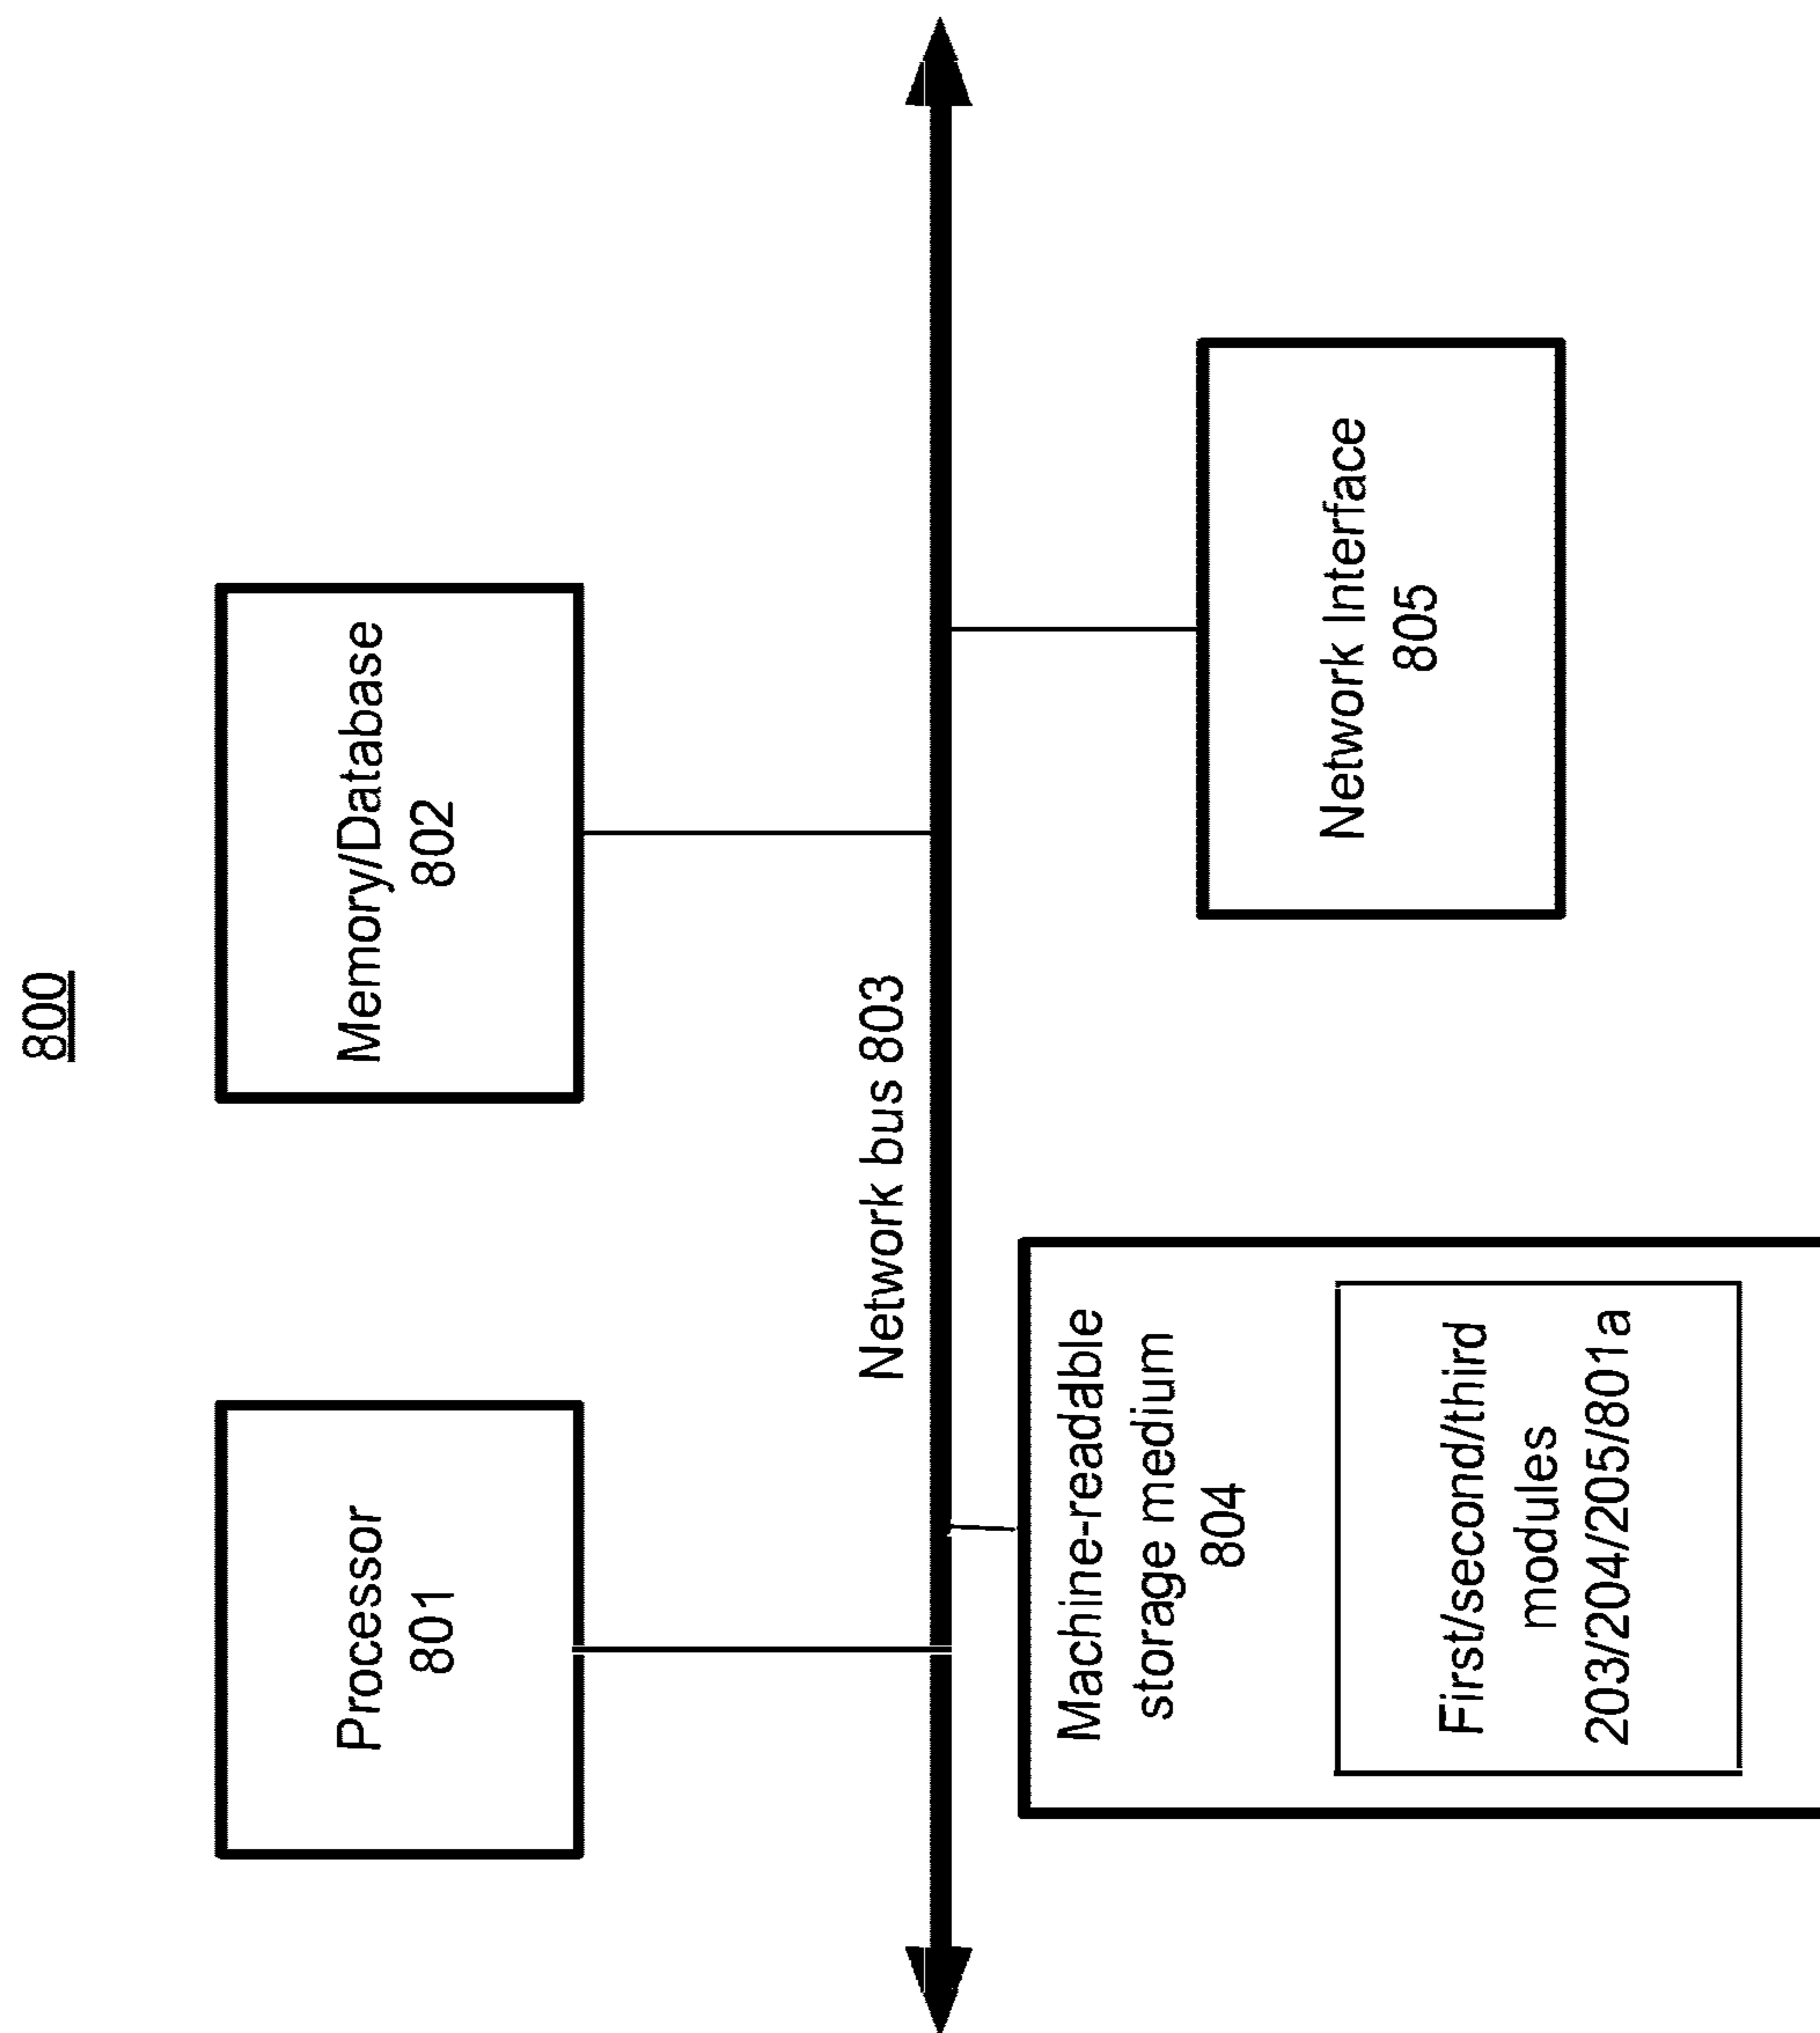 800
Processor
801
Memory/Database
802
Network bus 803
Machine-readable
storage medium
804
First/second/third
modules
203/204/205/801a
Network Interface
805